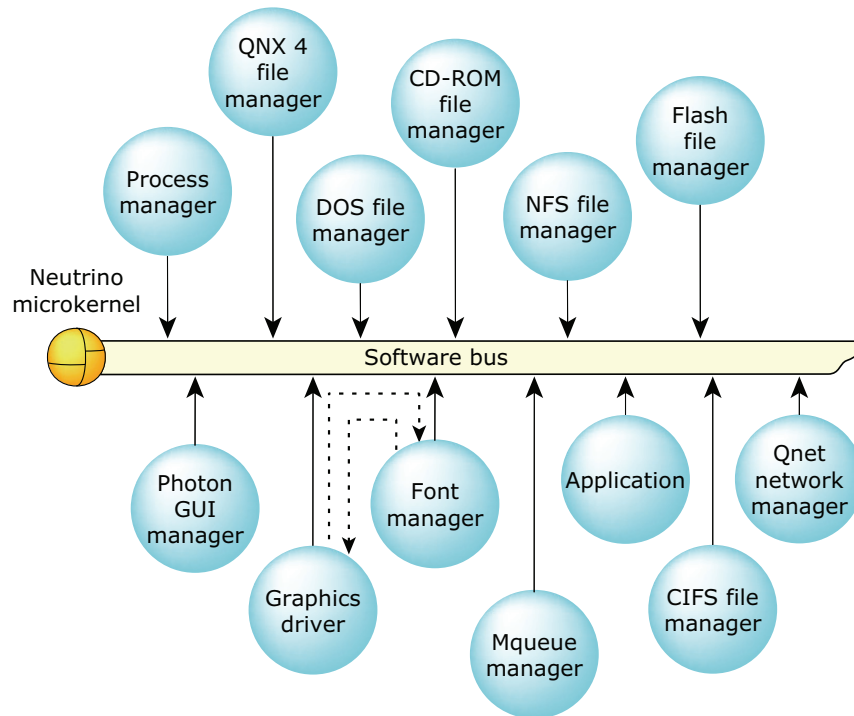 QNX 4
file
manager
CD-ROM
file
manager
Flash
file
manager
Process
manager
DOS file
manager
NFS file
manager
Neutrino
microkernel
Software bus
Photon
GUI
manager
Font
manager
Application
Qnet
network
manager
Graphics
driver
Mqueue
manager
CIFS file
manager